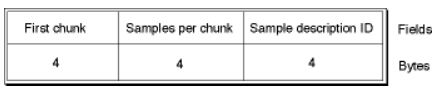 First chunk Samples per chunk Sample description ID Fields
4 4 4 Bytes